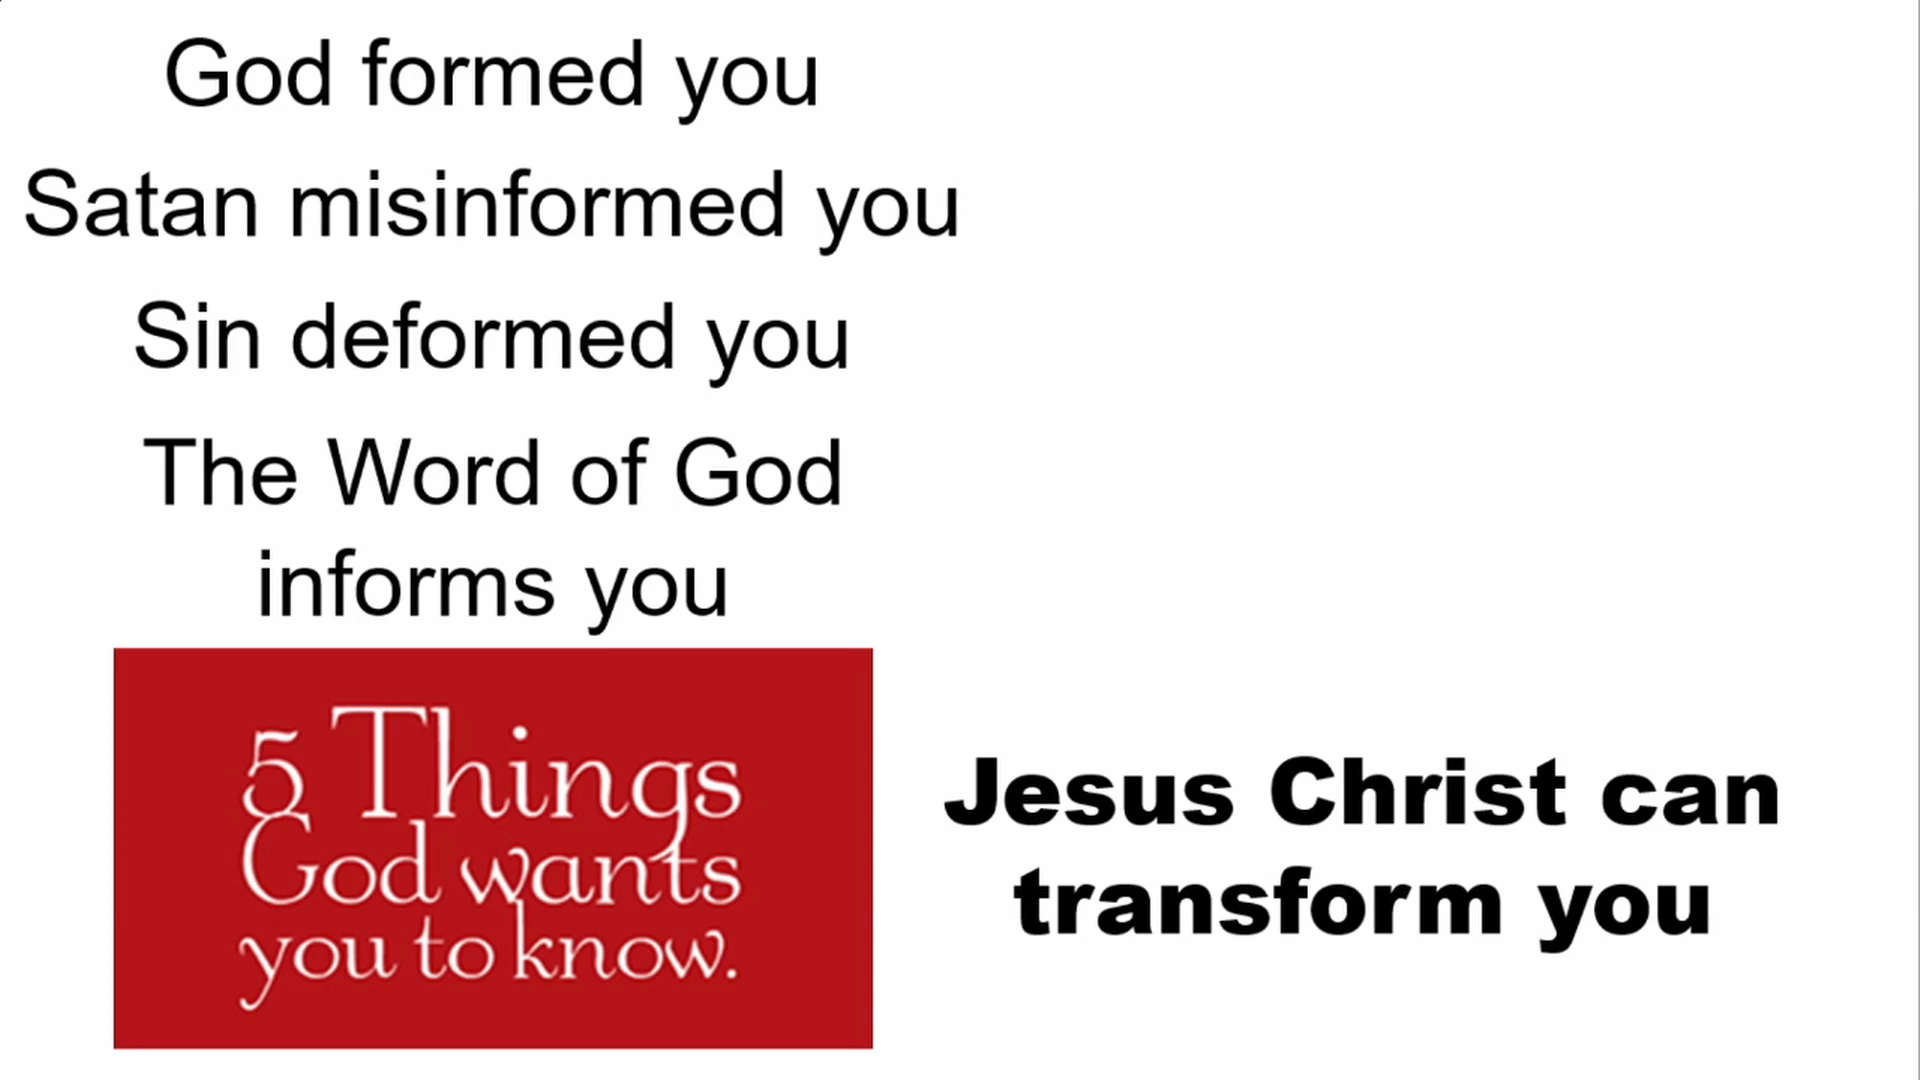 God formed you
Satan misinformed you
Sin deformed you
The Word of God
informs you
5 Things
God wants
you to know.
Jesus Christ can
transform you